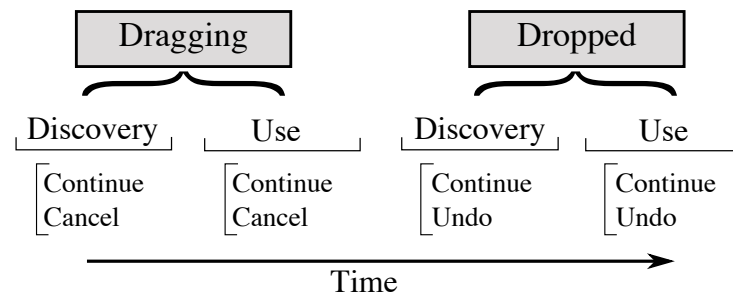 Dragging Dropped
Discovery Use Discovery Use
Continue Continue Continue Continue
Cancel Cancel Undo Undo
Time